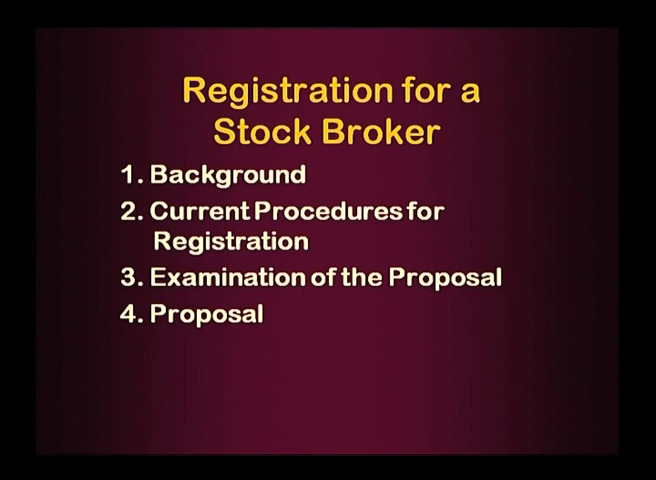 Registration for a
Stock Broker
1. Background
2. Current Procedures for
Registration
3. Examination of the Proposal
4. Proposal